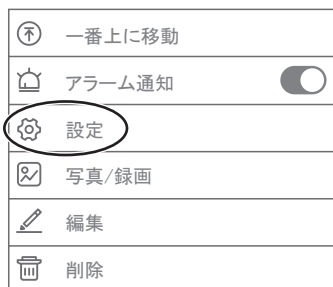 一番上に移動
アラーム通知
設定
写真/録画
編集
削除